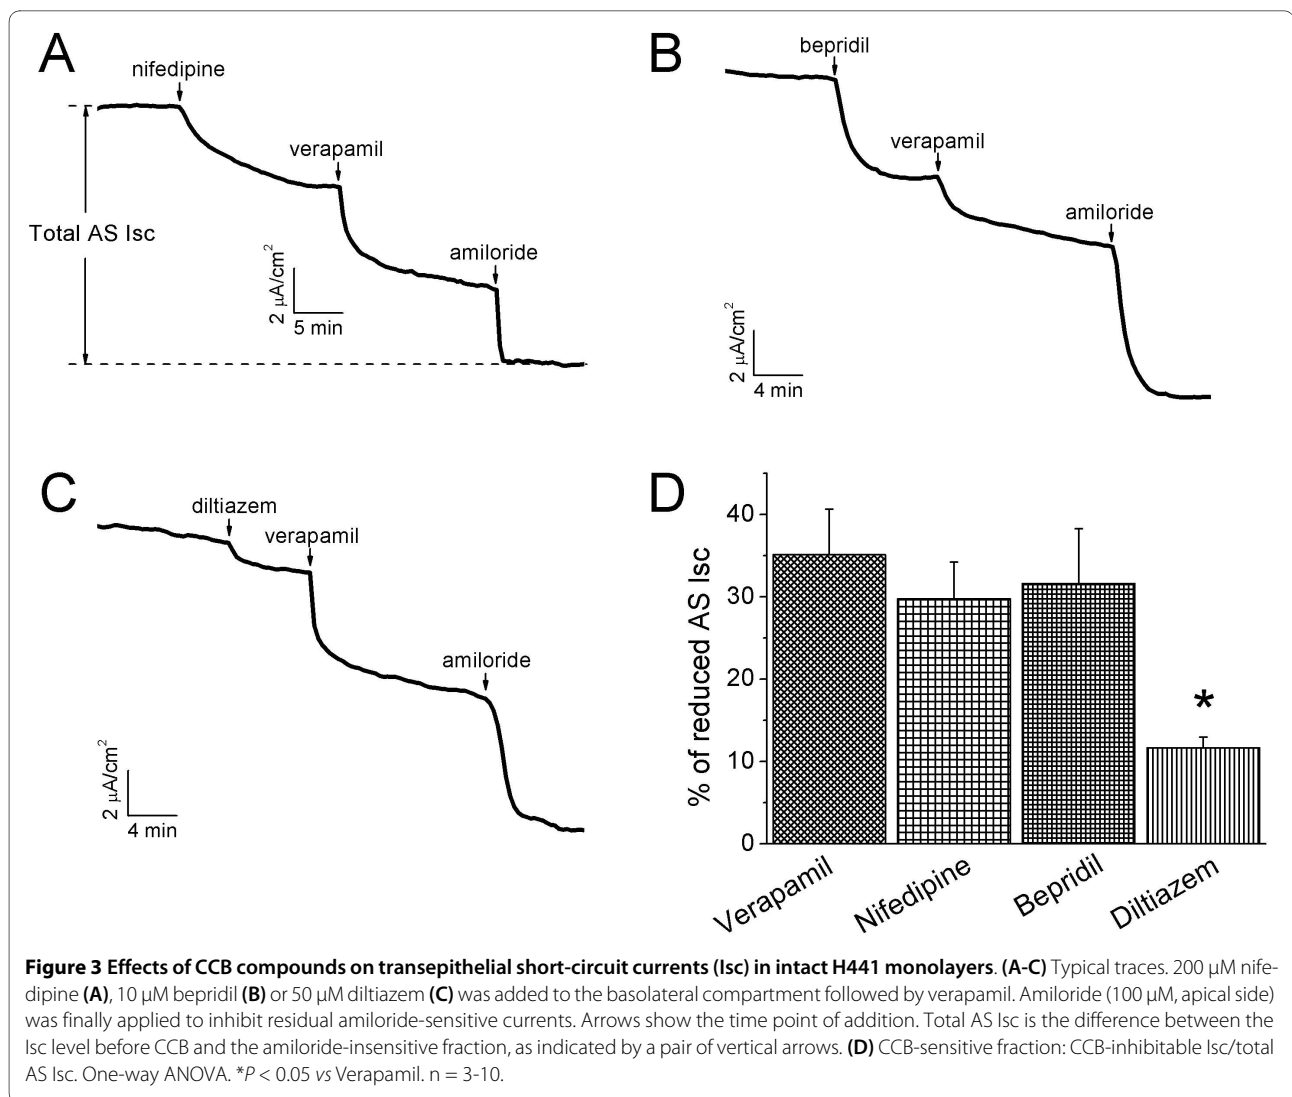 A
nifedipine
verapamil
Total AS Isc
amiloride
2 μA/cm²
5 min
B
bepridil
verapamil
amiloride
2 μA/cm²
4 min
C
diltiazem
verapamil
amiloride
2 μA/cm²
4 min
D
% of reduced AS Isc
40
30
20
10
0
*
Verapamil
Nifedipine
Bepridil
Diltiazem
Figure 3 Effects of CCB compounds on transepithelial short-circuit currents (Isc) in intact H441 monolayers. (A-C) Typical traces. 200 μM nife-
dipine (A), 10 μM bepridil (B) or 50 μM diltiazem (C) was added to the basolateral compartment followed by verapamil. Amiloride (100 μM, apical side)
was finally applied to inhibit residual amiloride-sensitive currents. Arrows show the time point of addition. Total AS Isc is the difference between the
Isc level before CCB and the amiloride-insensitive fraction, as indicated by a pair of vertical arrows. (D) CCB-sensitive fraction: CCB-inhibitable Isc/total
AS Isc. One-way ANOVA. *P < 0.05 vs Verapamil. n = 3-10.